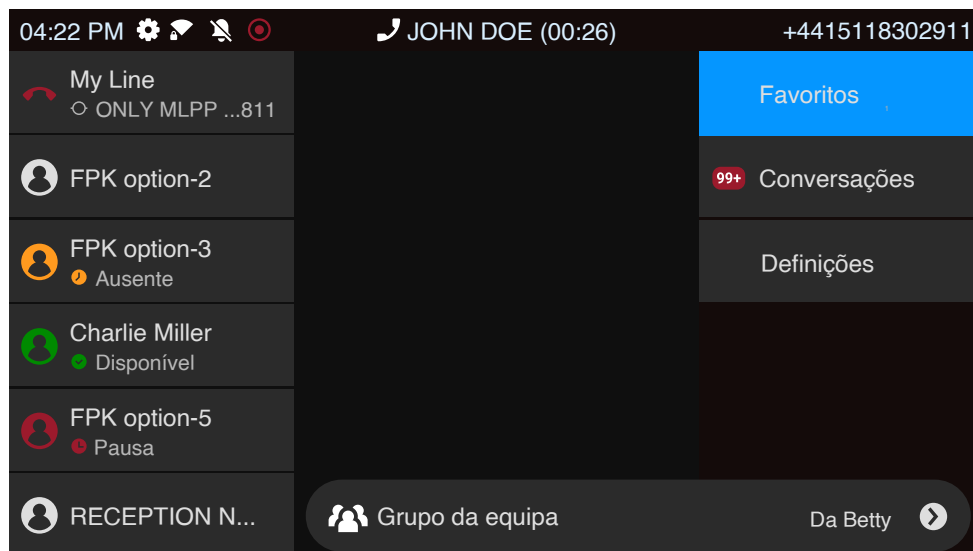 04:22 PM JOHN DOE (00:26) +4415118302911
My Line
ONLY MLPP ...811
FPK option-2
FPK option-3
Ausente
Charlie Miller
Disponível
FPK option-5
Pausa
RECEPTION N...
Favoritos
99+ Conversações
Definições
Grupo da equipa Da Betty